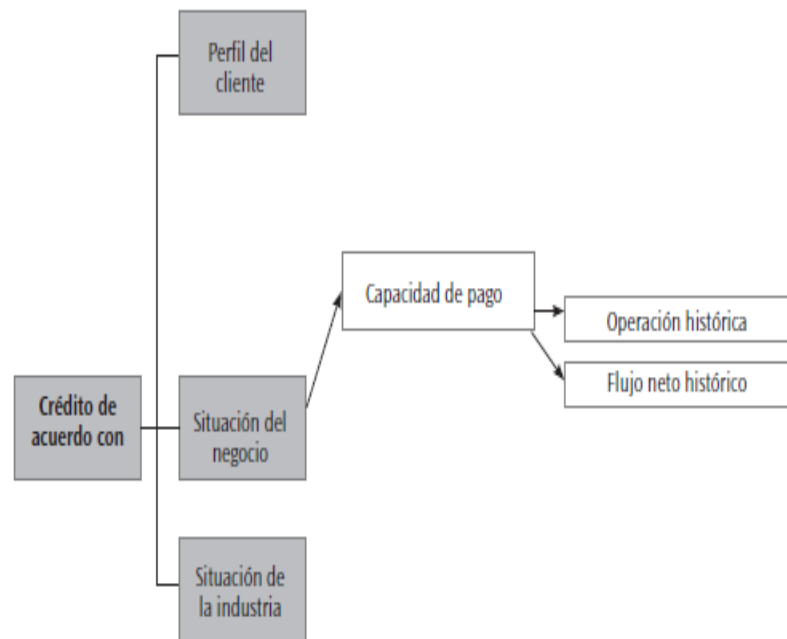 Perfil del
cliente
Capacidad de pago
Operación histórica
Flujo neto histórico
Crédito de
acuerdo con
Situación del
negocio
Situación de
la industria